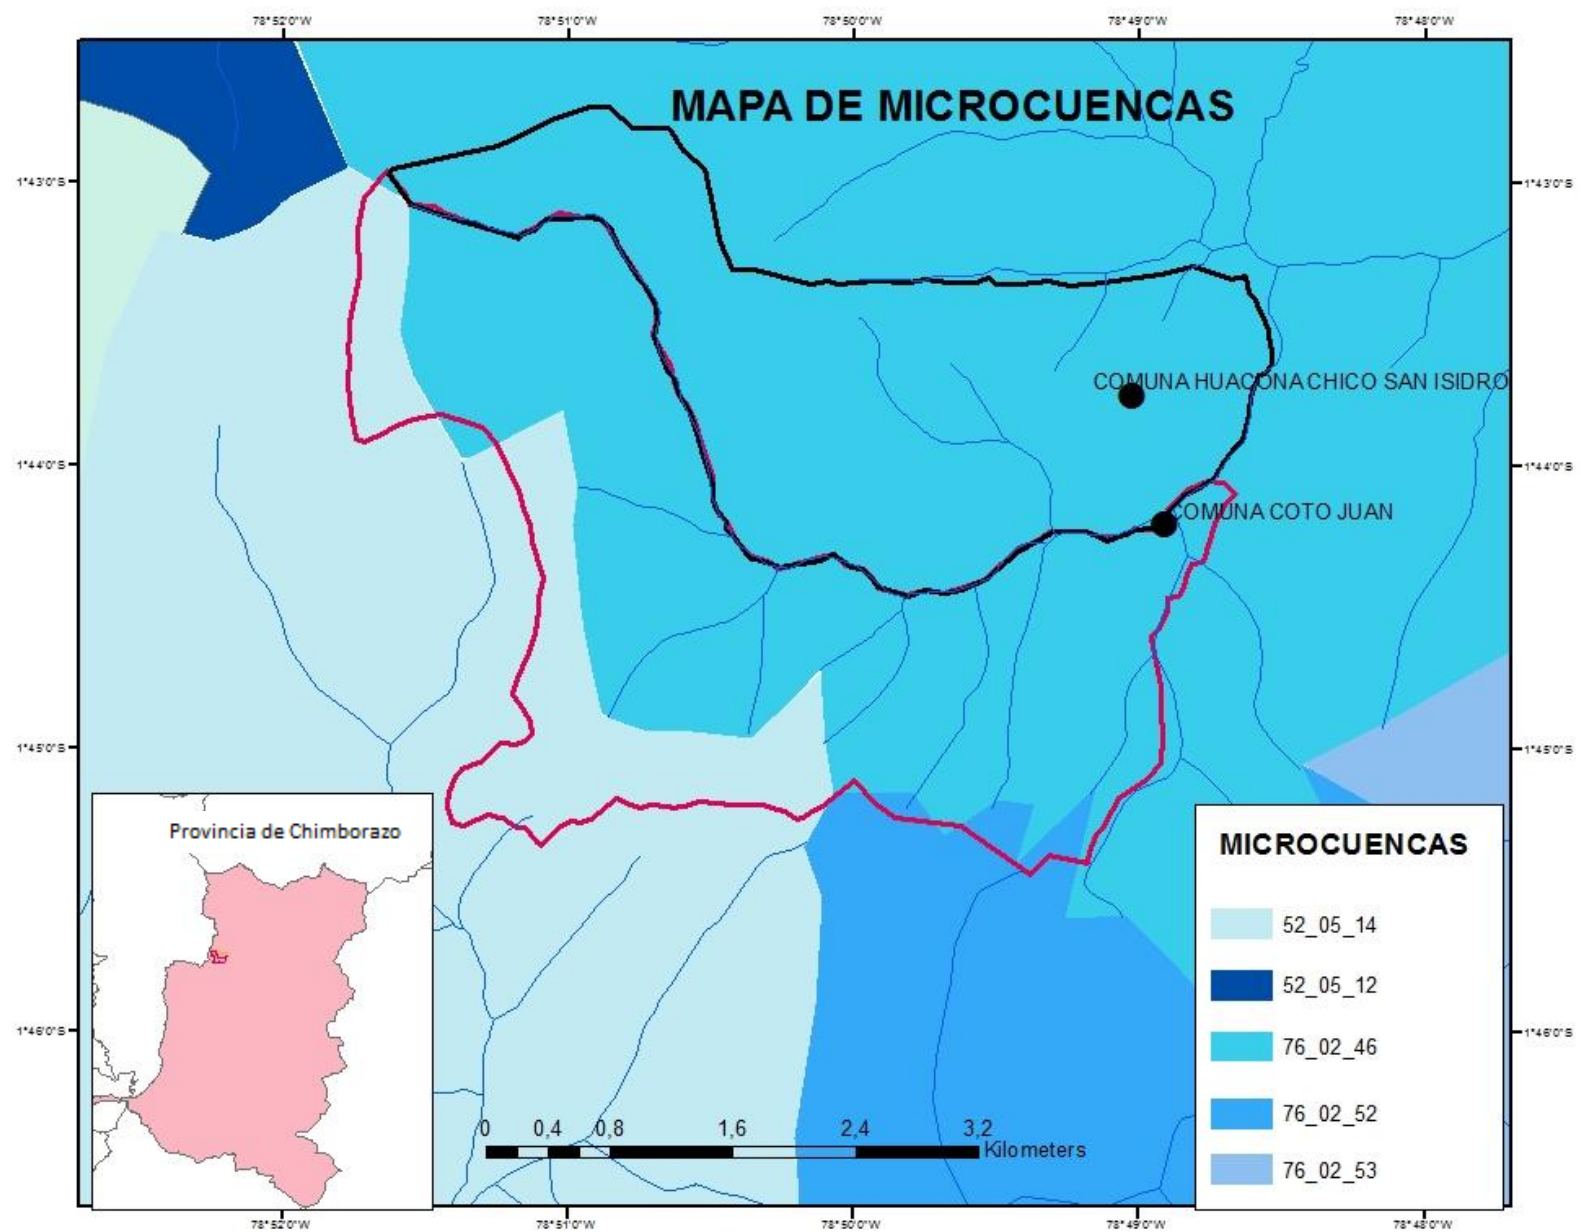 78°52'0"W 78°51'0"W 78°50'0"W 78°49'0"W 78°48'0"W
MAPA DE MICROCUENCAS
1°43'0"S 1°43'0"S
COMUNA HUACONA CHICO SAN ISIDRO
1°44'0"S 1°44'0"S
COMUNA COTO JUAN
1°45'0"S 1°45'0"S
Provincia de Chimborazo
MICROCUENCAS
52_05_14
52_05_12
1°46'0"S 1°46'0"S
76_02_46
76_02_52
76_02_53
0 0,4 0,8 1,6 2,4 3,2
Kilometers
78°52'0"W 78°51'0"W 78°50'0"W 78°49'0"W 78°48'0"W